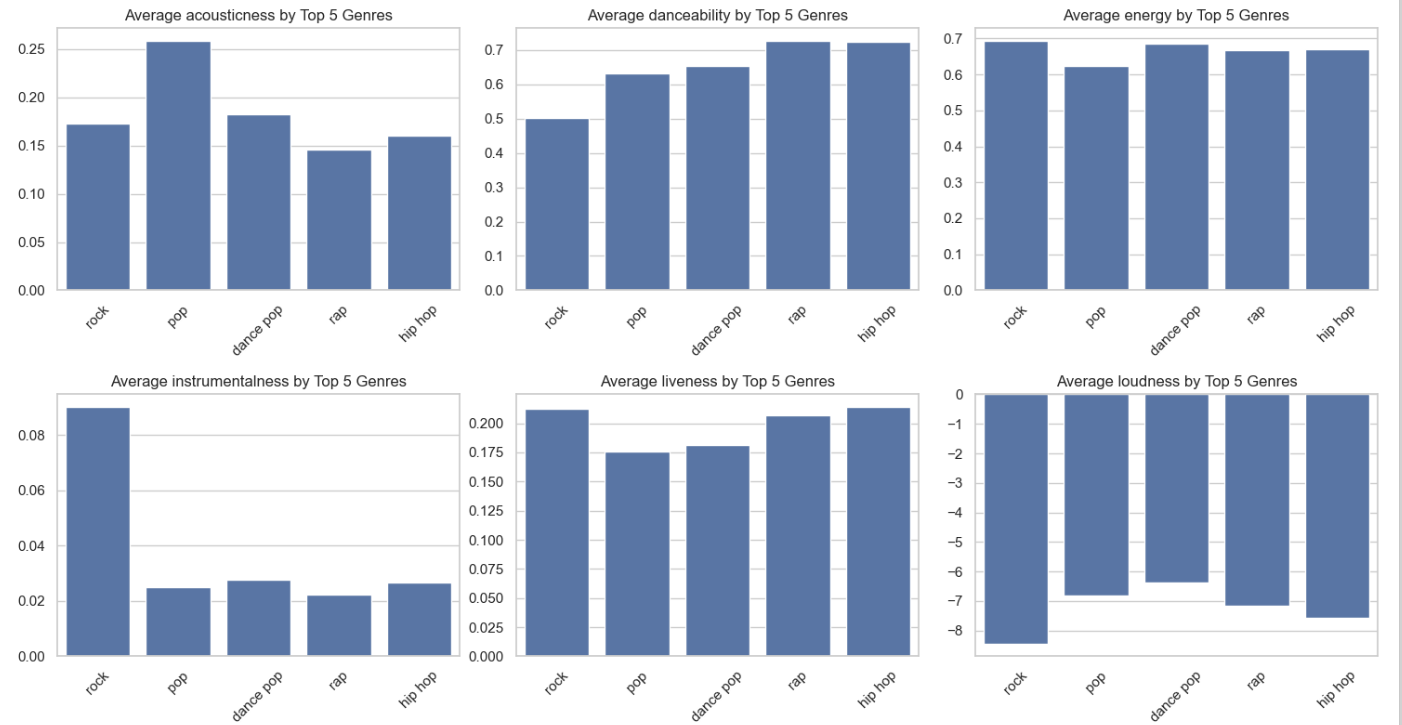 Average acousticness by Top 5 Genres
0.25
0.20
0.15
0.10
0.05
0.00
rock
pop
dance pop
rap
hip hop
Average danceability by Top 5 Genres
0.7
0.6
0.5
0.4
0.3
0.2
0.1
0.0
rock
pop
dance pop
rap
hip hop
Average energy by Top 5 Genres
0.7
0.6
0.5
0.4
0.3
0.2
0.1
0.0
rock
pop
dance pop
rap
hip hop
Average instrumentalness by Top 5 Genres
0.08
0.06
0.04
0.02
0.00
rock
pop
dance pop
rap
hip hop
Average liveness by Top 5 Genres
0.200
0.175
0.150
0.125
0.100
0.075
0.050
0.025
0.000
rock
pop
dance pop
rap
hip hop
Average loudness by Top 5 Genres
0
−1
−2
−3
−4
−5
−6
−7
−8
rock
pop
dance pop
rap
hip hop